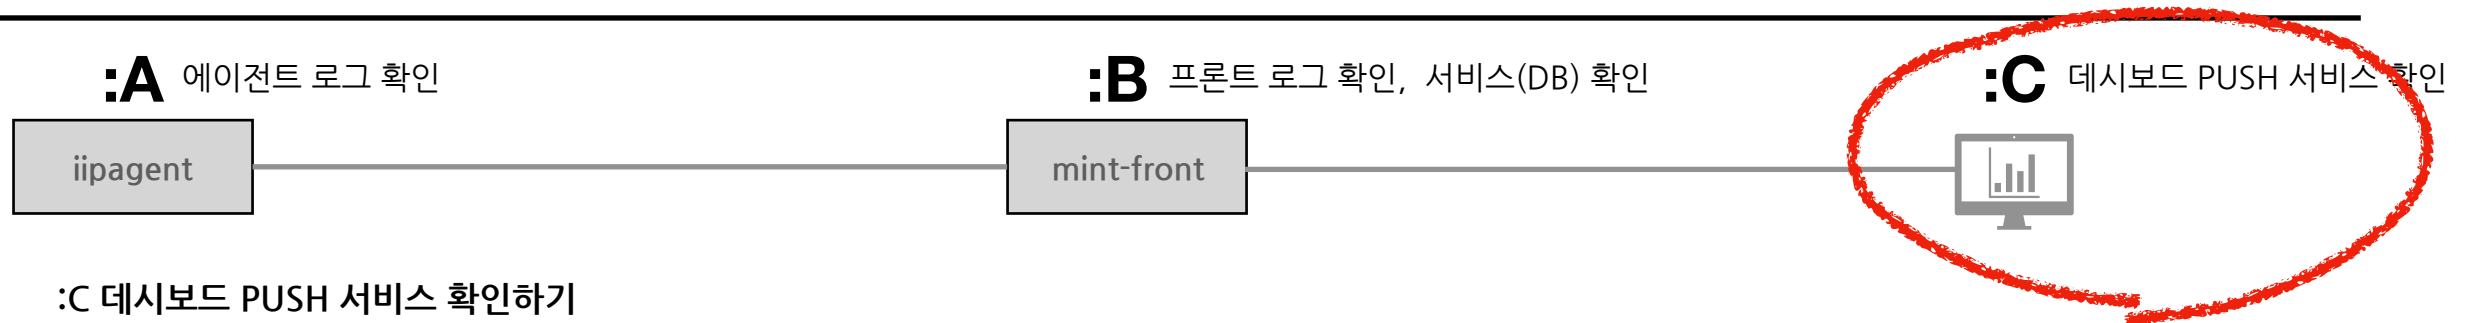 :A 에이전트 로그 확인
:B 프론트 로그 확인, 서비스(DB) 확인
:C 데시보드 PUSH 서비스 확인
iipagent
mint-front
:C 데시보드 PUSH 서비스 확인하기